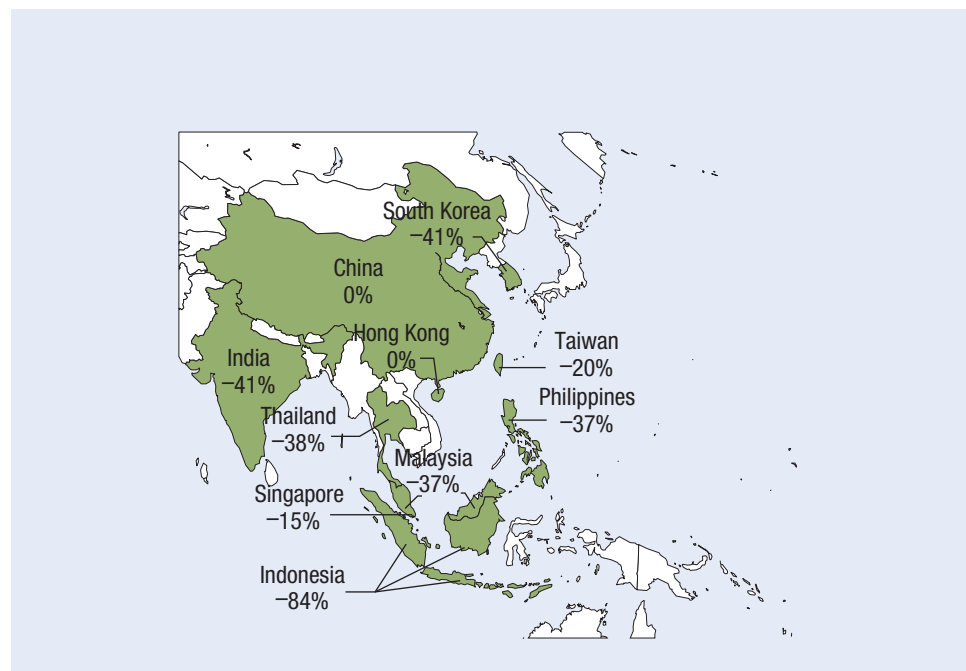 South Korea
–41%
China
0%
Hong Kong
0%
Taiwan
–20%
India
–41%
Philippines
–37%
Thailand
–38%
Malaysia
–37%
Singapore
–15%
Indonesia
–84%